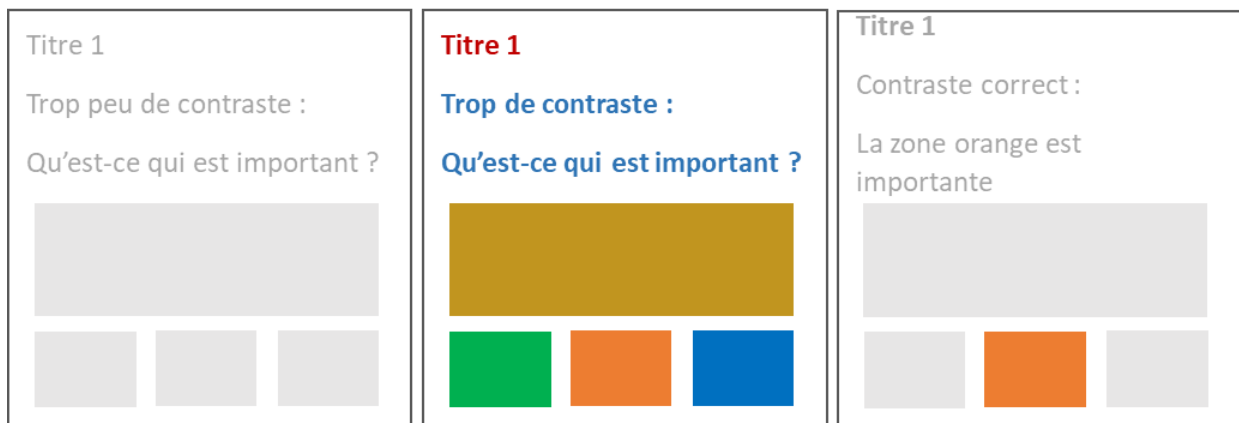 Titre 1
Trop peu de contraste :
Qu'est-ce qui est important ?
Titre 1
Trop de contraste :
Qu'est-ce qui est important ?
Titre 1
Contraste correct :
La zone orange est
importante